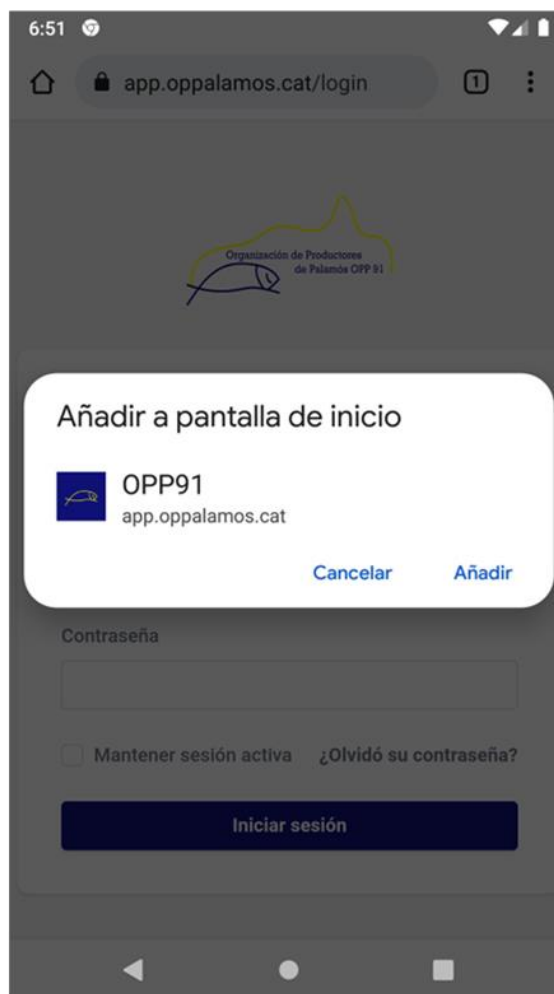 6:51
app.oppalamos.cat/login
1
Organización de Productores
de Palamós OPP 91
Añadir a pantalla de inicio
OPP91
app.oppalamos.cat
Cancelar Añadir
Contraseña
Mantener sesión activa ¿Olvidó su contraseña?
Iniciar sesión